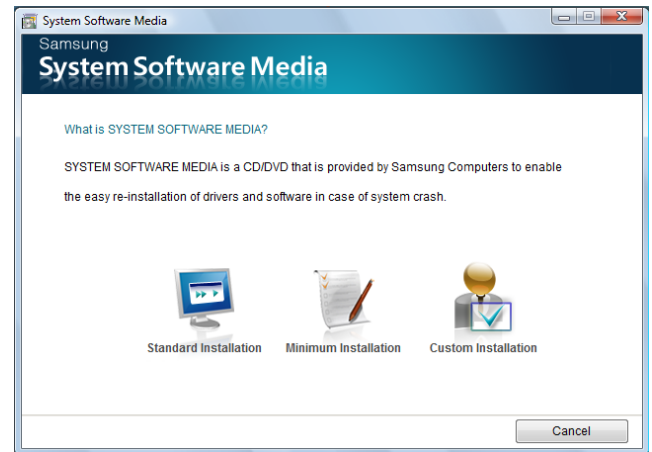 System Software Media
Samsung
System Software Media
What is SYSTEM SOFTWARE MEDIA?
SYSTEM SOFTWARE MEDIA is a CD/DVD that is provided by Samsung Computers to enable
the easy re-installation of drivers and software in case of system crash.
Standard Installation Minimum Installation Custom Installation
Cancel